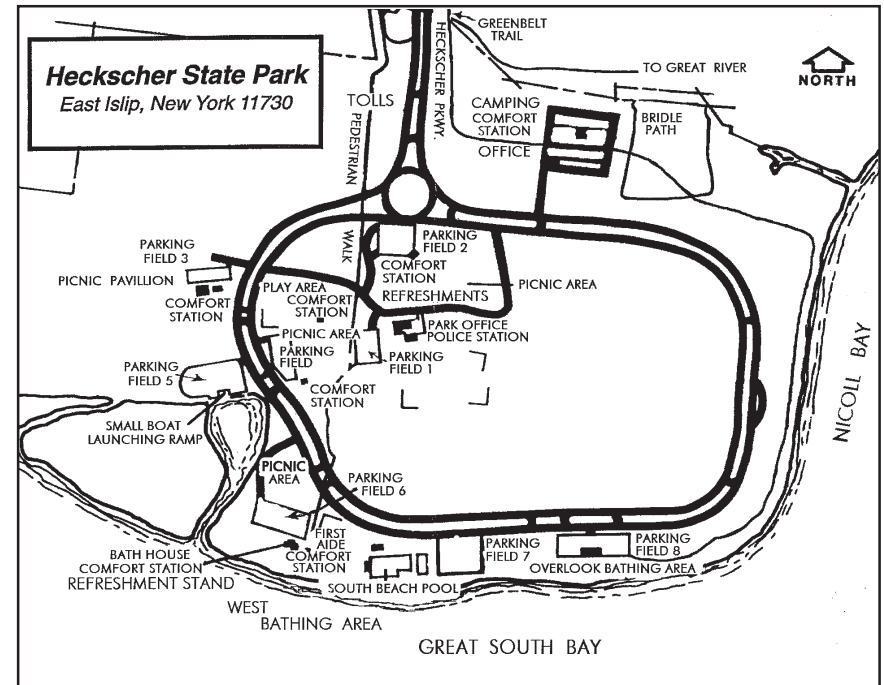 Heckscher State Park
East Islip, New York 11730
GREENBELT
TRAIL
HECKSCHER PKWY.
TO GREAT RIVER
NORTH
TOLLS
CAMPING
COMFORT
STATION
OFFICE
BRIDLE
PATH
PEDESTRIAN
WALK
PARKING
FIELD 3
PICNIC PAVILLION
COMFORT
STATION
PARKING
FIELD 2
COMFORT
STATION
REFRESHMENTS
PICNIC AREA
PLAY AREA
COMFORT
STATION
PICNIC AREA
PARKING
FIELD
PARK OFFICE
POLICE STATION
PARKING
FIELD 1
COMFORT
STATION
PARKING
FIELD 5
SMALL BOAT
LAUNCHING RAMP
NICOLL BAY
PICNIC
AREA
PARKING
FIELD 6
FIRST
AIDE
COMFORT
STATION
BATH HOUSE
COMFORT STATION
REFRESHMENT STAND
PARKING
FIELD 7
PARKING
FIELD 8
OVERLOOK BATHING AREA
SOUTH BEACH POOL
WEST
BATHING AREA
GREAT SOUTH BAY